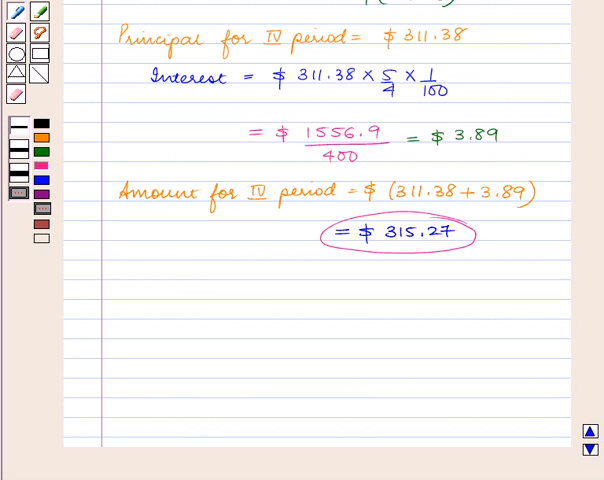 Principal for IV period = $ 311.38
Interest = $ 311.38 × 5/4 × 1/100
= $ 1556.9/400 = $ 3.89
Amount for IV period = $ (311.38 + 3.89)
= $ 315.27